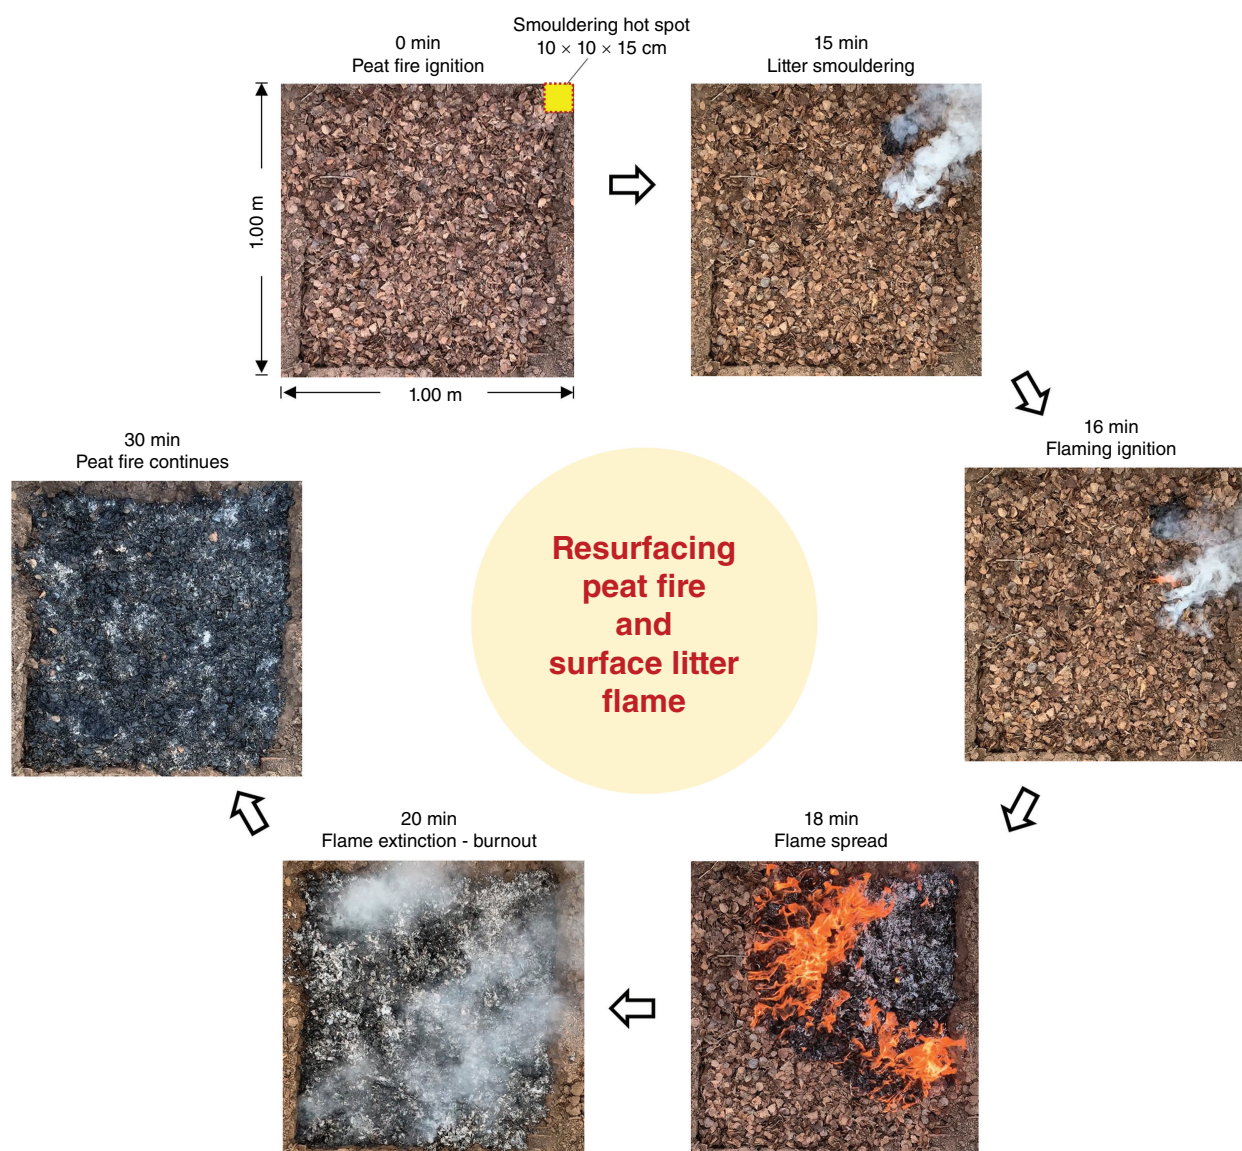 Smouldering hot spot
10 × 10 × 15 cm
0 min
Peat fire ignition
15 min
Litter smouldering
1.00 m
1.00 m
16 min
Flaming ignition
30 min
Peat fire continues
Resurfacing
peat fire
and
surface litter
flame
20 min
Flame extinction - burnout
18 min
Flame spread